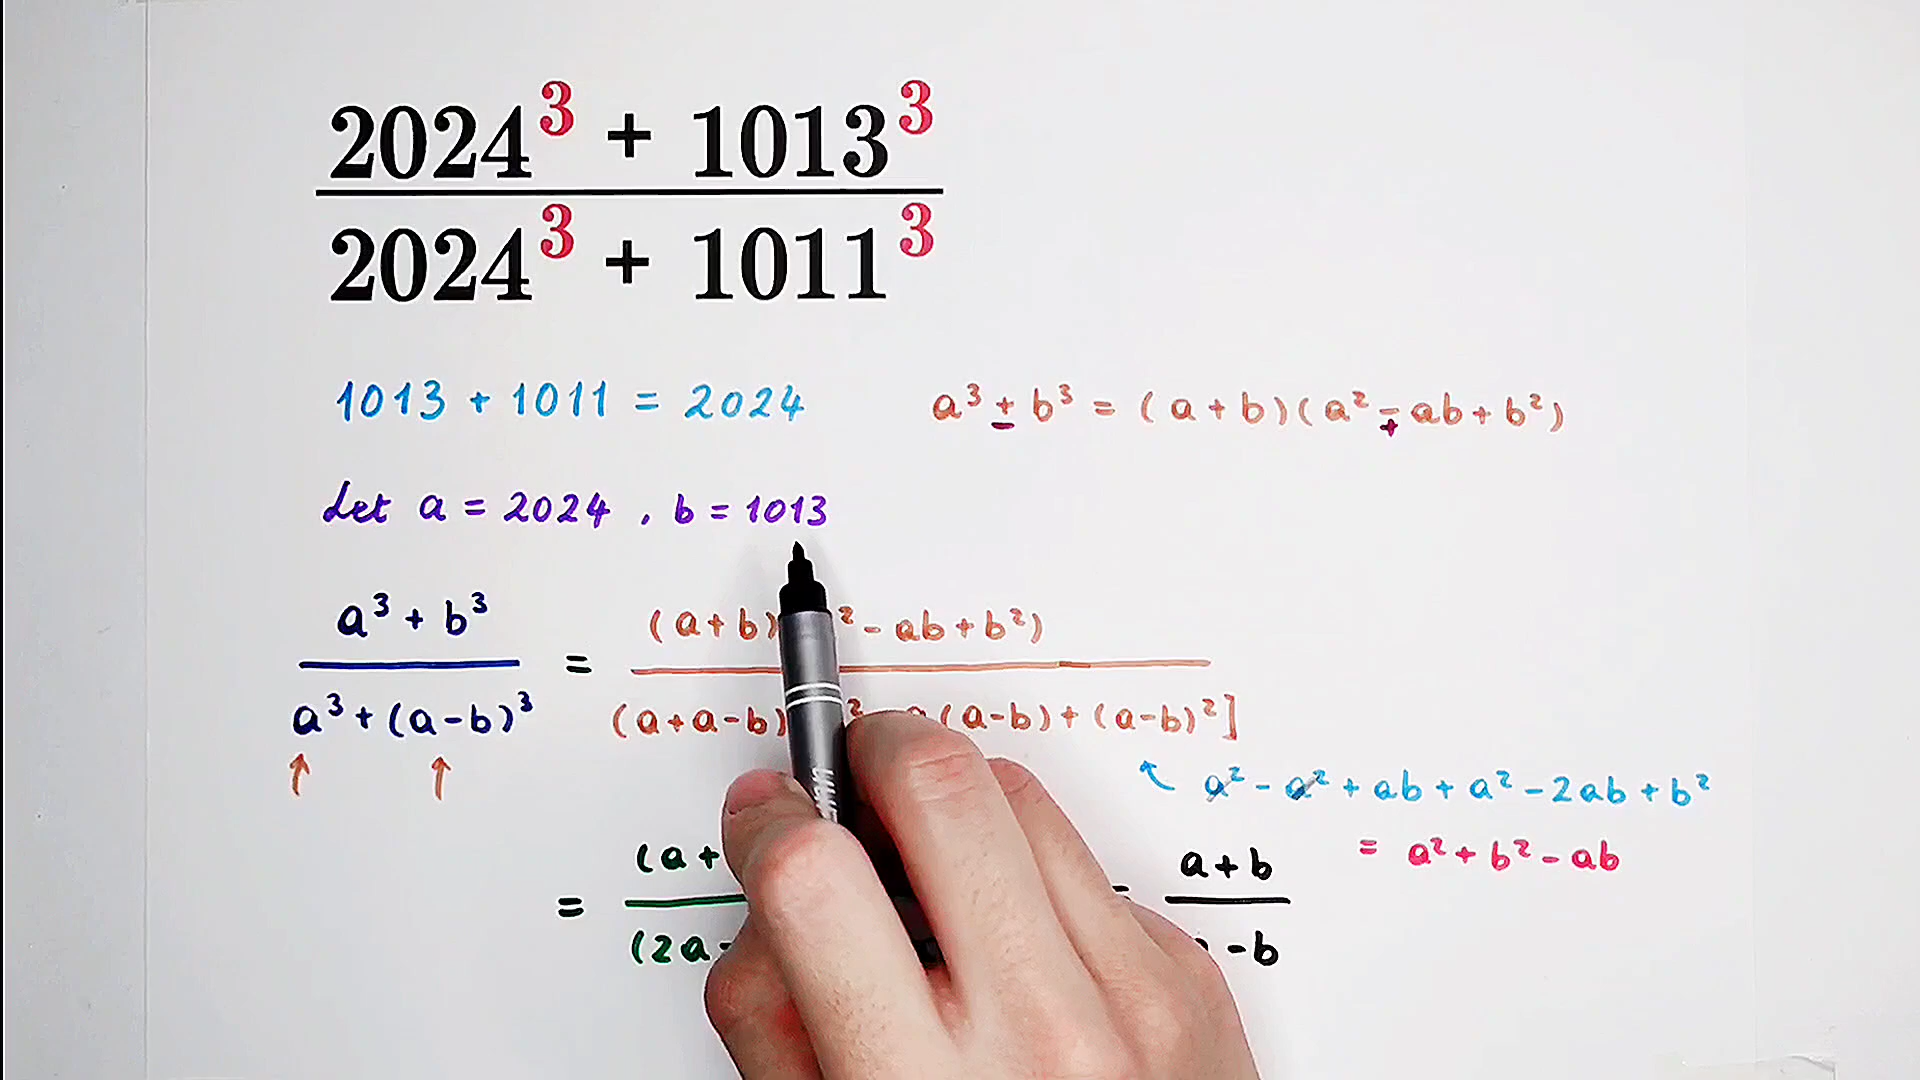 2024³ + 1013³
2024³ + 1011³
1013 + 1011 = 2024
a³ ± b³ = (a + b)(a² ∓ ab + b²)
Let a = 2024 , b = 1013
a³ + b³
a³ + (a-b)³
=
(a+b) ² - ab + b²)
(a+a-b) ² - a(a-b) + (a-b)²]
↖ a² - a² + ab + a² - 2ab + b²
= a² + b² - ab
↑ ↑
= (a+
(2a-
= a+b
-b